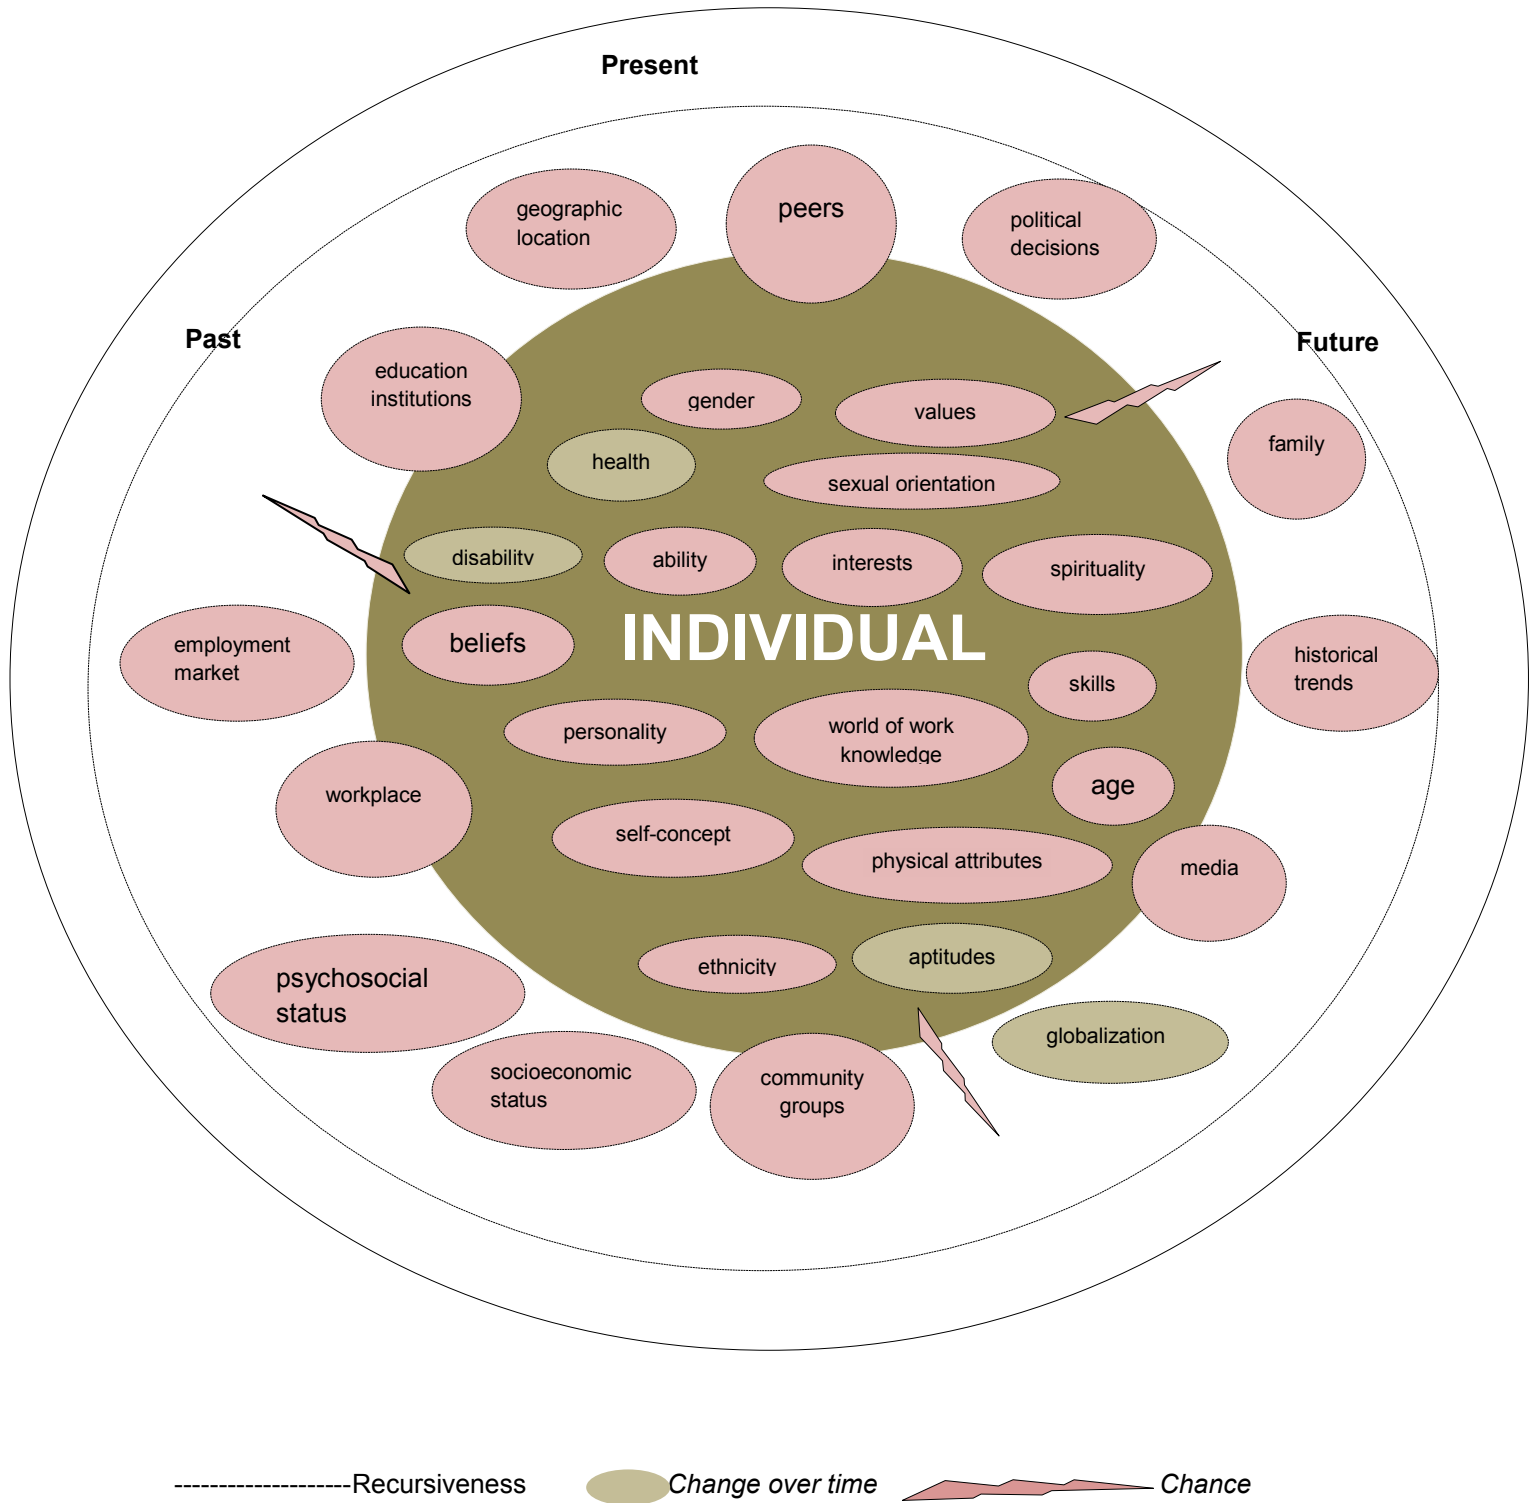 Present
geographic
location
peers
political
decisions
Past
Future
education
institutions
gender
values
family
health
sexual orientation
disability
ability
interests
spirituality
employment
market
beliefs
INDIVIDUAL
historical
trends
skills
personality
world of work
knowledge
workplace
age
self-concept
physical attributes
media
psychosocial
status
ethnicity
aptitudes
globalization
socioeconomic
status
community
groups
--------------------Recursiveness
Change over time
Chance